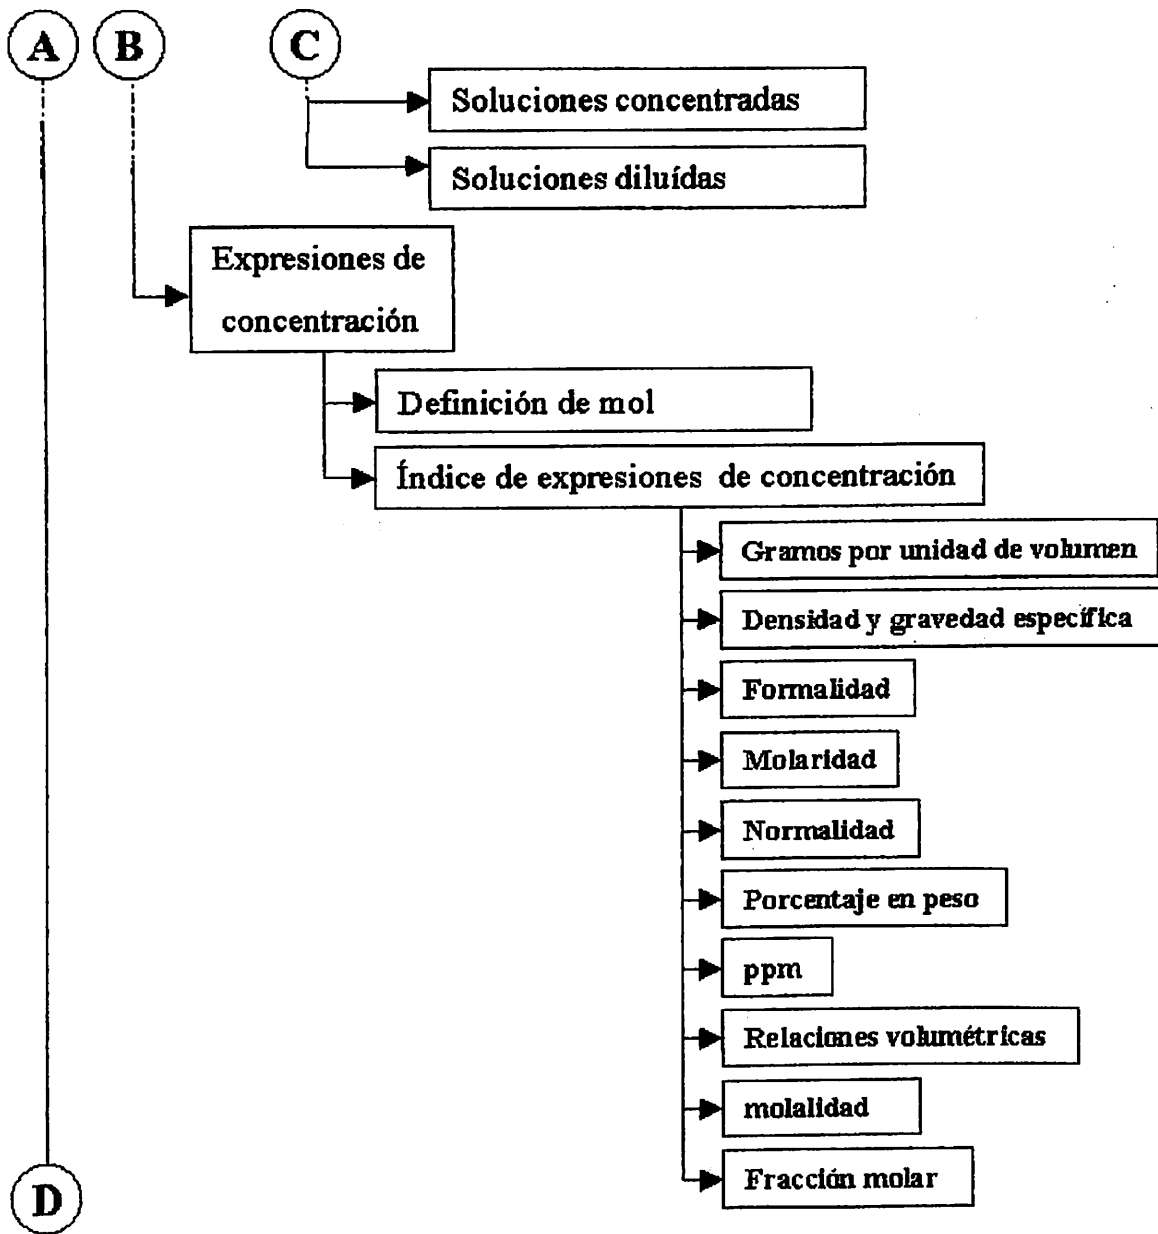 A B C
Soluciones concentradas
Soluciones diluídas
Expresiones de
concentración
Definición de mol
Índice de expresiones de concentración
Gramos por unidad de volumen
Densidad y gravedad específica
Formalidad
Molaridad
Normalidad
Porcentaje en peso
ppm
Relaciones volumétricas
molalidad
Fracción molar
D